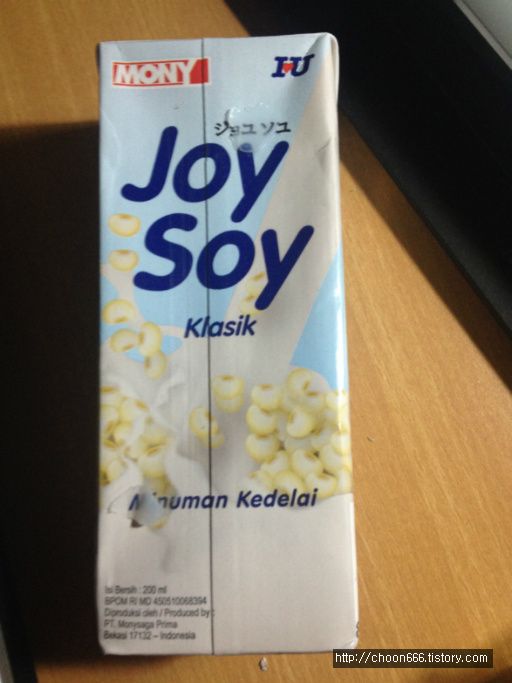 MONY
I♥U
ジョユ ソユ
Joy
Soy
Klasik
Minuman Kedelai
Isi Bersih : 200 ml
BPOM RI MD 450510068394
Diproduksi oleh / Produced by :
PT. Monysaga Prima
Bekasi 17132 – Indonesia
http://choon666.tistory.com